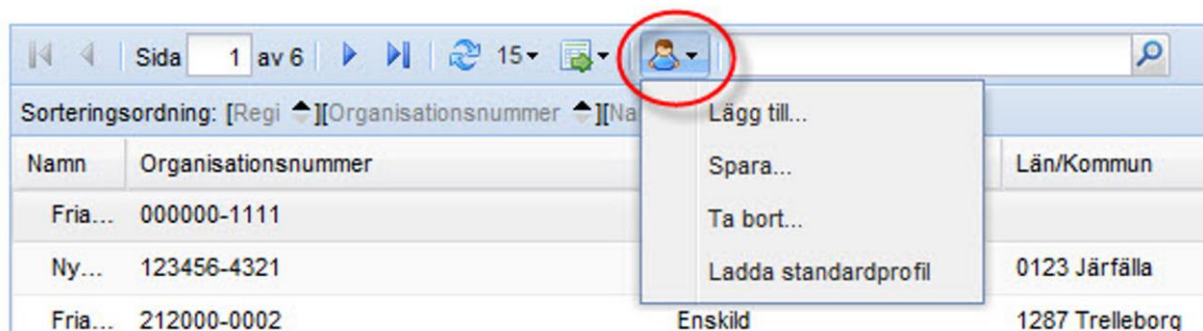 Sida 1 av 6 15
Sorteringsordning: [Regi ][Organisationsnummer ][Na
Lägg till...
Spara...
Ta bort...
Ladda standardprofil
Namn Organisationsnummer Län/Kommun
Fria... 000000-1111
Ny... 123456-4321 0123 Järfälla
Fria... 212000-0002 Enskild 1287 Trelleborg